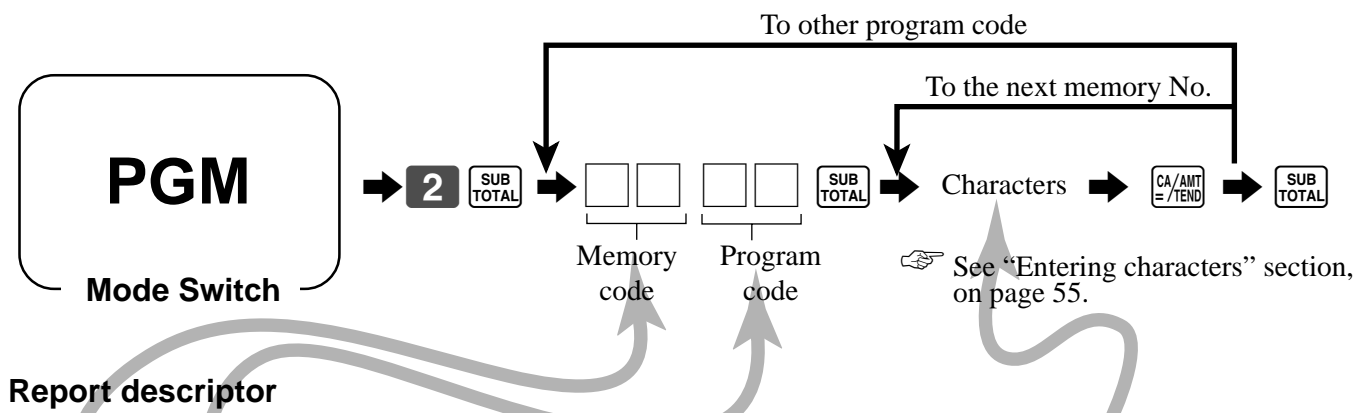 To other program code
To the next memory No.
PGM
Mode Switch
2 SUB TOTAL
SUB TOTAL
Characters
CA/AMT = /TEND
SUB TOTAL
Memory code
Program code
☞ See “Entering characters” section,
on page 55.
Report descriptor